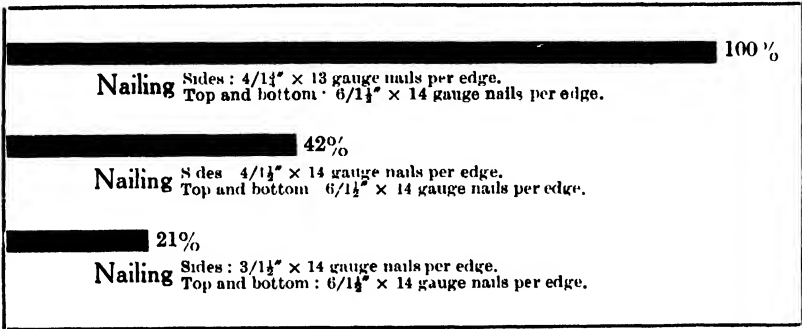 100 %
Nailing Sides : 4/1¾" × 13 gauge nails per edge.
Top and bottom · 6/1½" × 14 gauge nails per edge.
42%
Nailing S des 4/1½" × 14 gauge nails per edge.
Top and bottom 6/1½" × 14 gauge nails per edge.
21%
Nailing Sides : 3/1½" × 14 gauge nails per edge.
Top and bottom : 6/1½" × 14 gauge nails per edge.